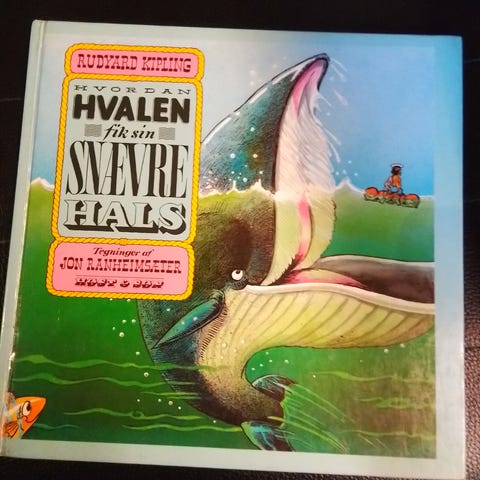 RUDYARD KIPLING
HVORDAN
HVALEN
fik sin
SNÆVRE
HALS
Tegninger af
JON RANHEIMSÆTER
HØST & SØN